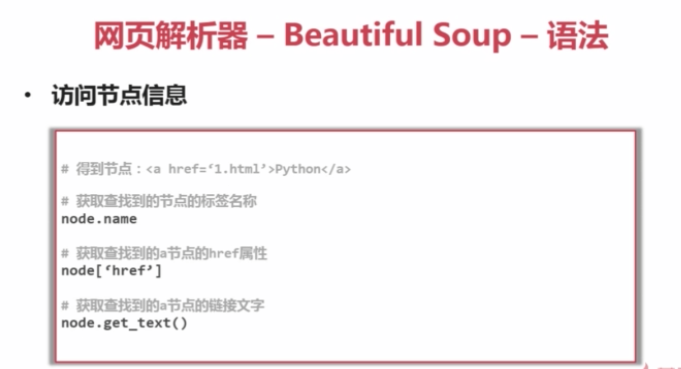 网页解析器 – Beautiful Soup – 语法
• 访问节点信息
# 得到节点：<a href=‘1.html’>Python</a>
# 获取查找到的节点的标签名称
node.name
# 获取查找到的a节点的href属性
node[‘href’]
# 获取查找到的a节点的链接文字
node.get_text()